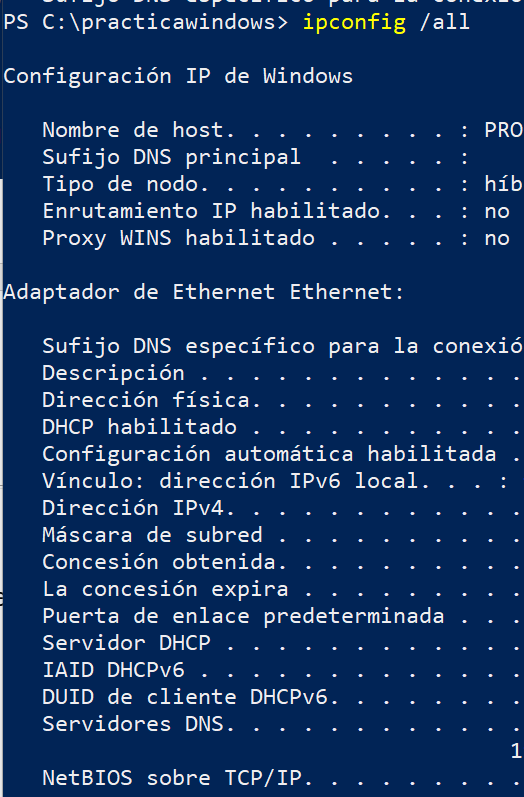 PS C:\practicawindows> ipconfig /all
Configuración IP de Windows
Nombre de host. . . . . . . . . : PRO
Sufijo DNS principal . . . . . :
Tipo de nodo. . . . . . . . . . : híb
Enrutamiento IP habilitado. . . : no
Proxy WINS habilitado . . . . . : no
Adaptador de Ethernet Ethernet:
Sufijo DNS específico para la conexió
Descripción . . . . . . . . . . . . .
Dirección física. . . . . . . . . . .
DHCP habilitado . . . . . . . . . . .
Configuración automática habilitada .
Vínculo: dirección IPv6 local. . . :
Dirección IPv4. . . . . . . . . . . .
Máscara de subred . . . . . . . . . .
Concesión obtenida. . . . . . . . . .
La concesión expira . . . . . . . . .
Puerta de enlace predeterminada . . .
Servidor DHCP . . . . . . . . . . . .
IAID DHCPv6 . . . . . . . . . . . . .
DUID de cliente DHCPv6. . . . . . . .
Servidores DNS. . . . . . . . . . . .
1
NetBIOS sobre TCP/IP. . . . . . . . .